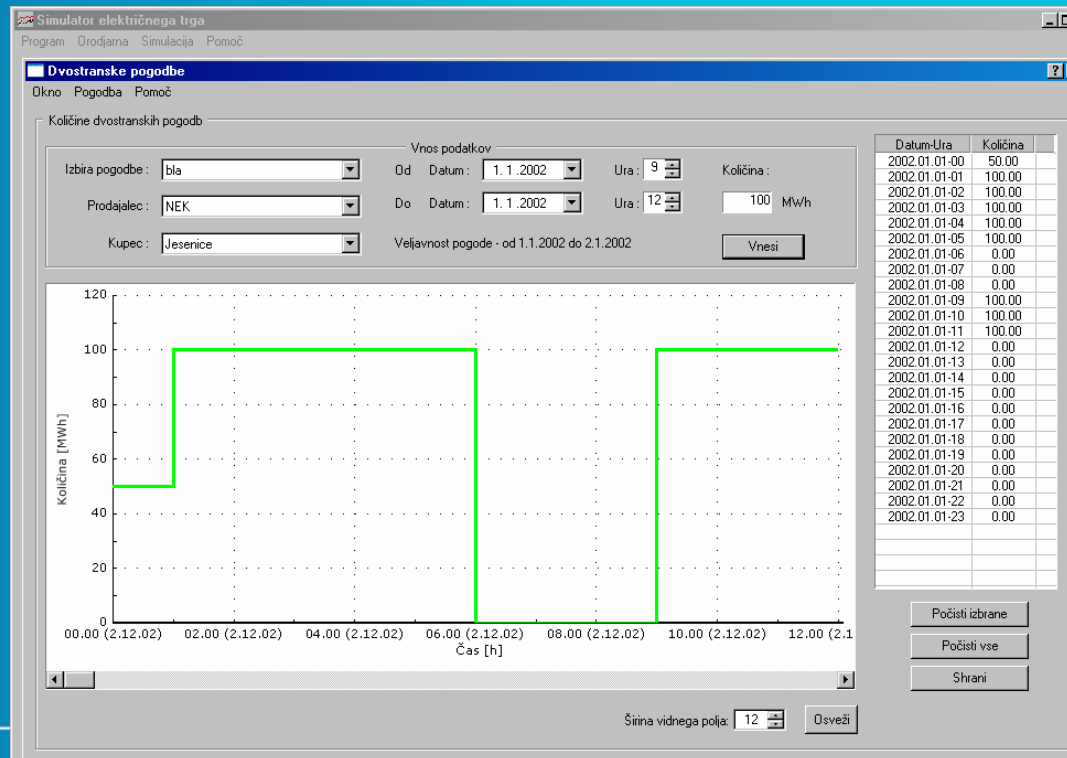 Simulator električnega trga
Program Orodjarna Simulacija Pomoč
Dvostranske pogodbe
?
Okno Pogodba Pomoč
Količine dvostranskih pogodb
Vnos podatkov
Izbira pogodbe : bla Od Datum : 1. 1 .2002 Ura : 9 Količina :
Prodajalec : NEK Do Datum : 1. 1 .2002 Ura : 12 100 MWh
Kupec : Jesenice Veljavnost pogode - od 1.1.2002 do 2.1.2002 Vnesi
Datum-Ura Količina
2002.01.01-00 50.00
2002.01.01-01 100.00
2002.01.01-02 100.00
2002.01.01-03 100.00
2002.01.01-04 100.00
2002.01.01-05 100.00
2002.01.01-06 0.00
2002.01.01-07 0.00
2002.01.01-08 0.00
2002.01.01-09 100.00
2002.01.01-10 100.00
2002.01.01-11 100.00
2002.01.01-12 0.00
2002.01.01-13 0.00
2002.01.01-14 0.00
2002.01.01-15 0.00
2002.01.01-16 0.00
2002.01.01-17 0.00
2002.01.01-18 0.00
2002.01.01-19 0.00
2002.01.01-20 0.00
2002.01.01-21 0.00
2002.01.01-22 0.00
2002.01.01-23 0.00
120
100
80
60
40
20
0
Količina [MWh]
00.00 (2.12.02) 02.00 (2.12.02) 04.00 (2.12.02) 06.00 (2.12.02) 08.00 (2.12.02) 10.00 (2.12.02) 12.00 (2.1
Čas [h]
Počisti izbrane
Počisti vse
Shrani
Širina vidnega polja: 12 Osveži